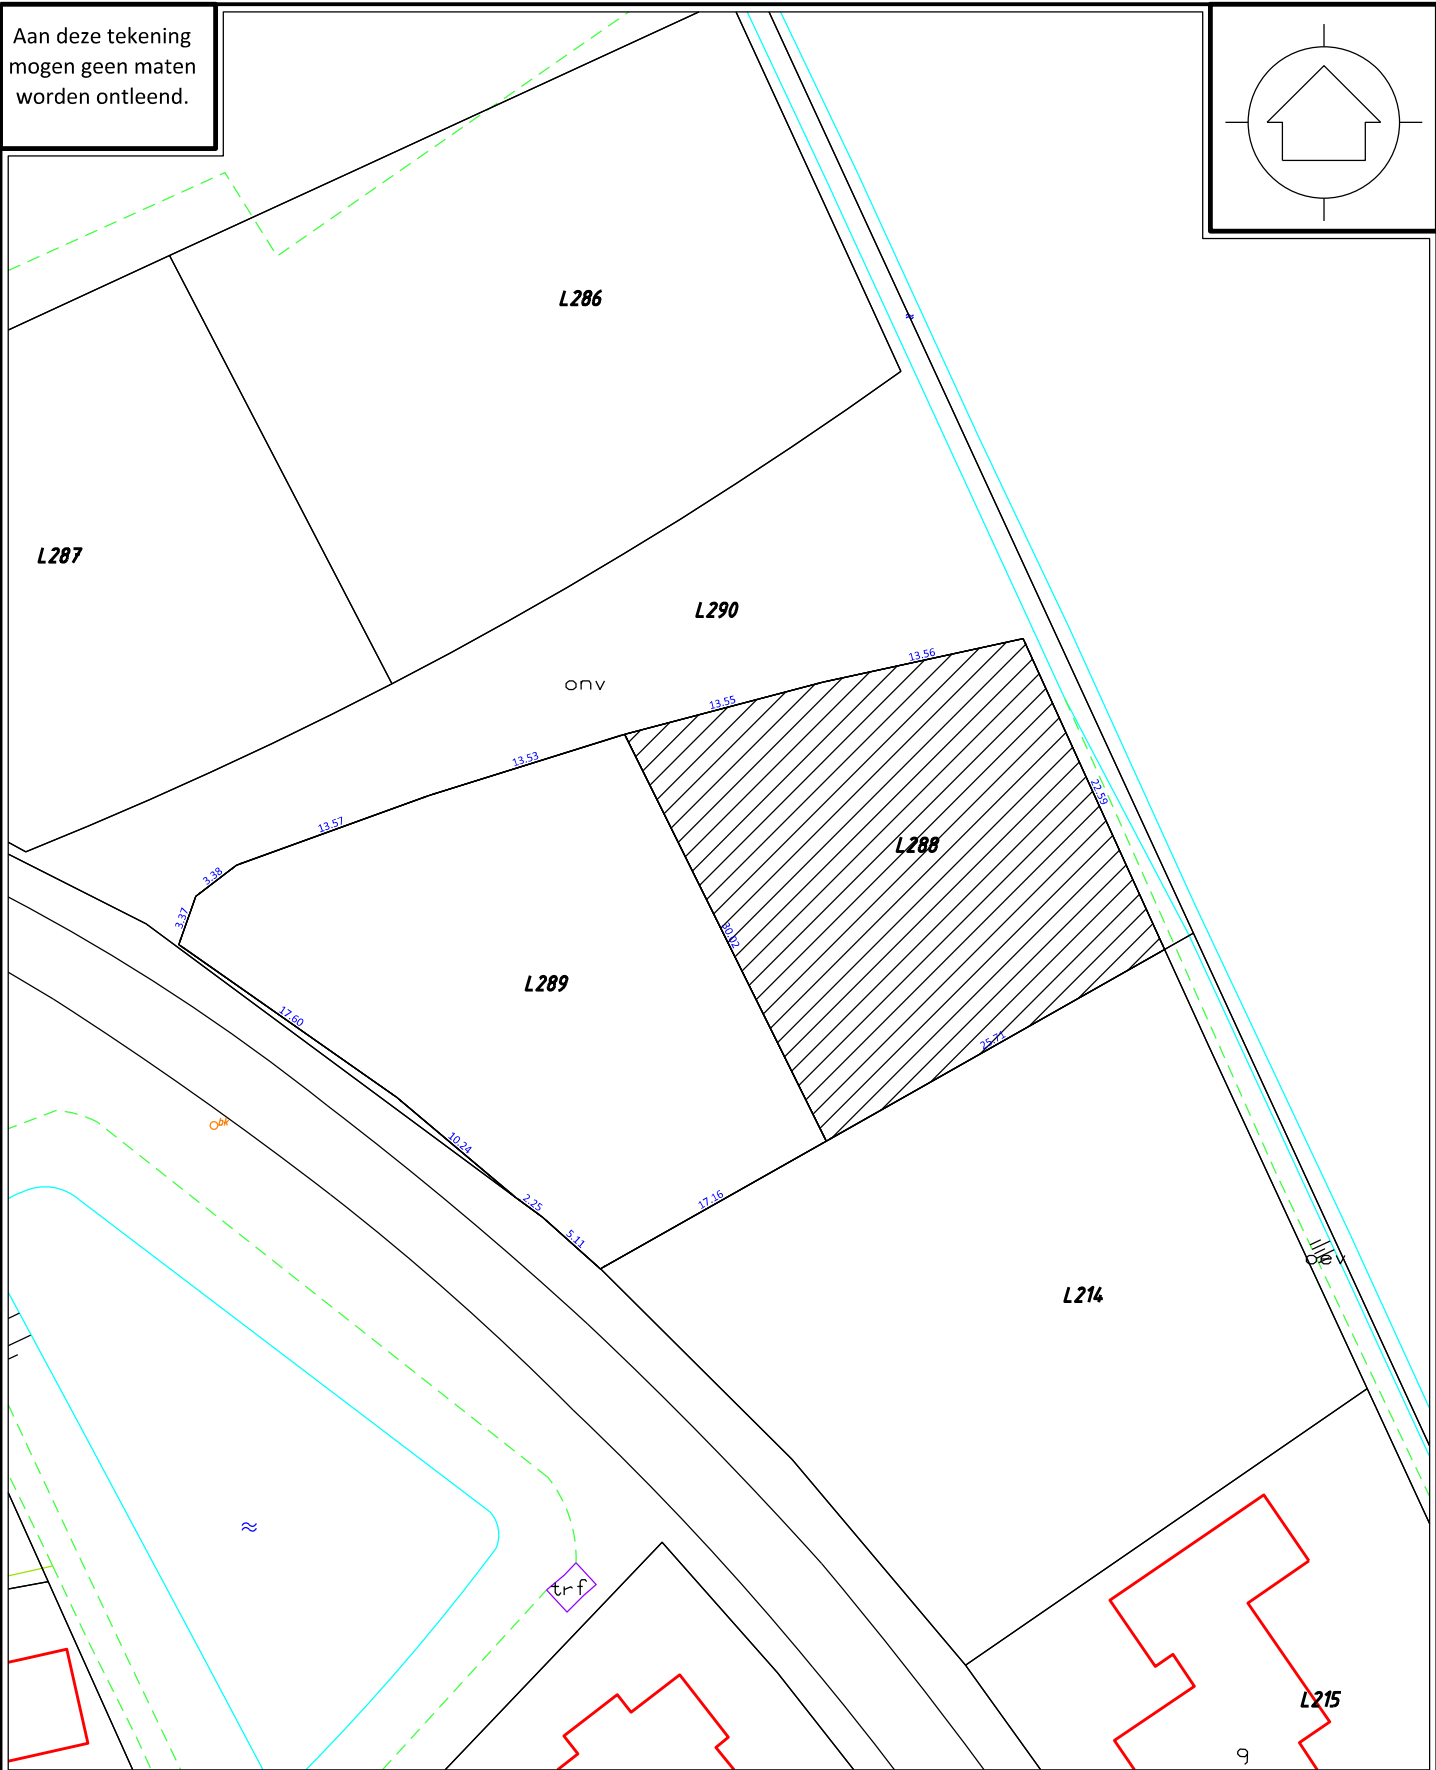 Aan deze tekening
mogen geen maten
worden ontleend.
L286
L287
L290
onv
13.56
13.55
13.53
13.57
3.38
3.37
22.59
L288
30.02
L289
17.60
25.71
bk
10.24
2.25
5.11
17.16
L214
oev
≈
trf
L215
g